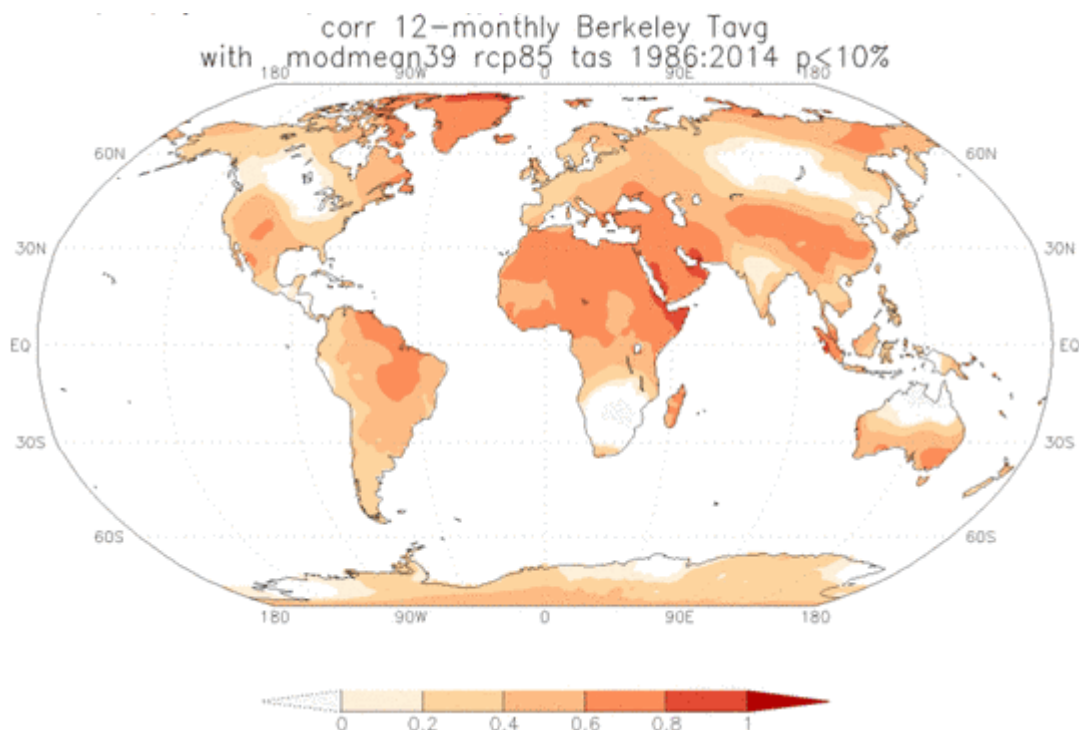 corr 12-monthly Berkeley Tavg
with modmean39 rcp85 tas 1986:2014 p<10%
180 90W 0 90E 180
60N 60N
30N 30N
EQ EQ
30S 30S
60S 60S
180 90W 0 90E 180
0 0.2 0.4 0.6 0.8 1